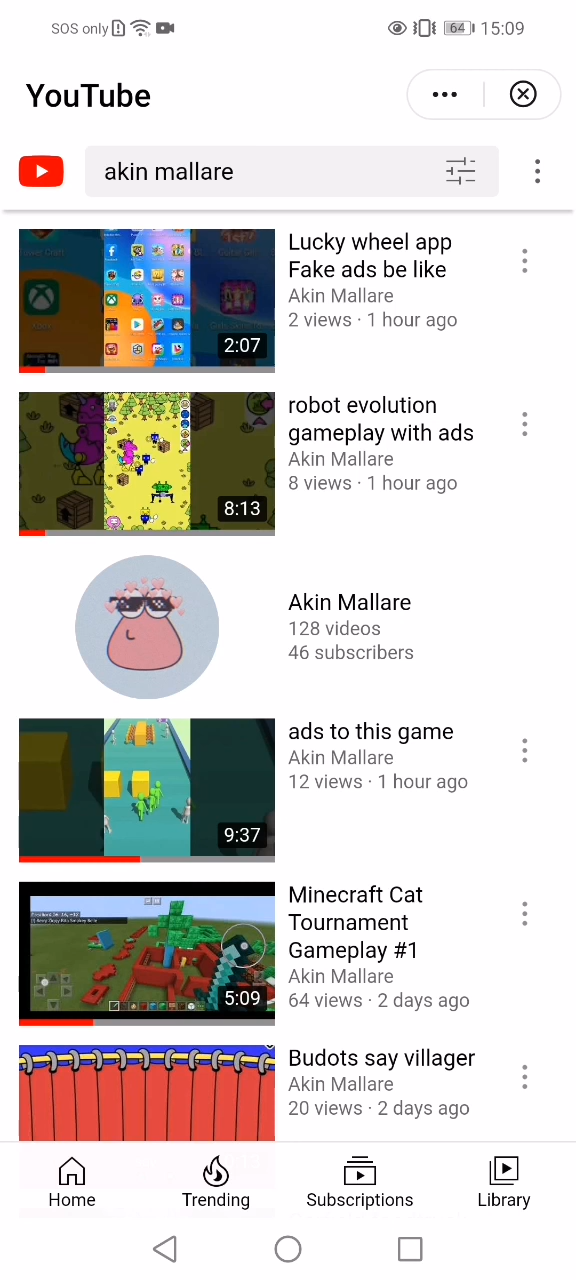 SOS only
64 15:09
YouTube
akin mallare
Lucky wheel app
Fake ads be like
Akin Mallare
2 views · 1 hour ago
2:07
robot evolution
gameplay with ads
Akin Mallare
8 views · 1 hour ago
8:13
Akin Mallare
128 videos
46 subscribers
ads to this game
Akin Mallare
12 views · 1 hour ago
9:37
Minecraft Cat
Tournament
Gameplay #1
Akin Mallare
64 views · 2 days ago
5:09
Budots say villager
Akin Mallare
20 views · 2 days ago
Home
Trending
Subscriptions
Library